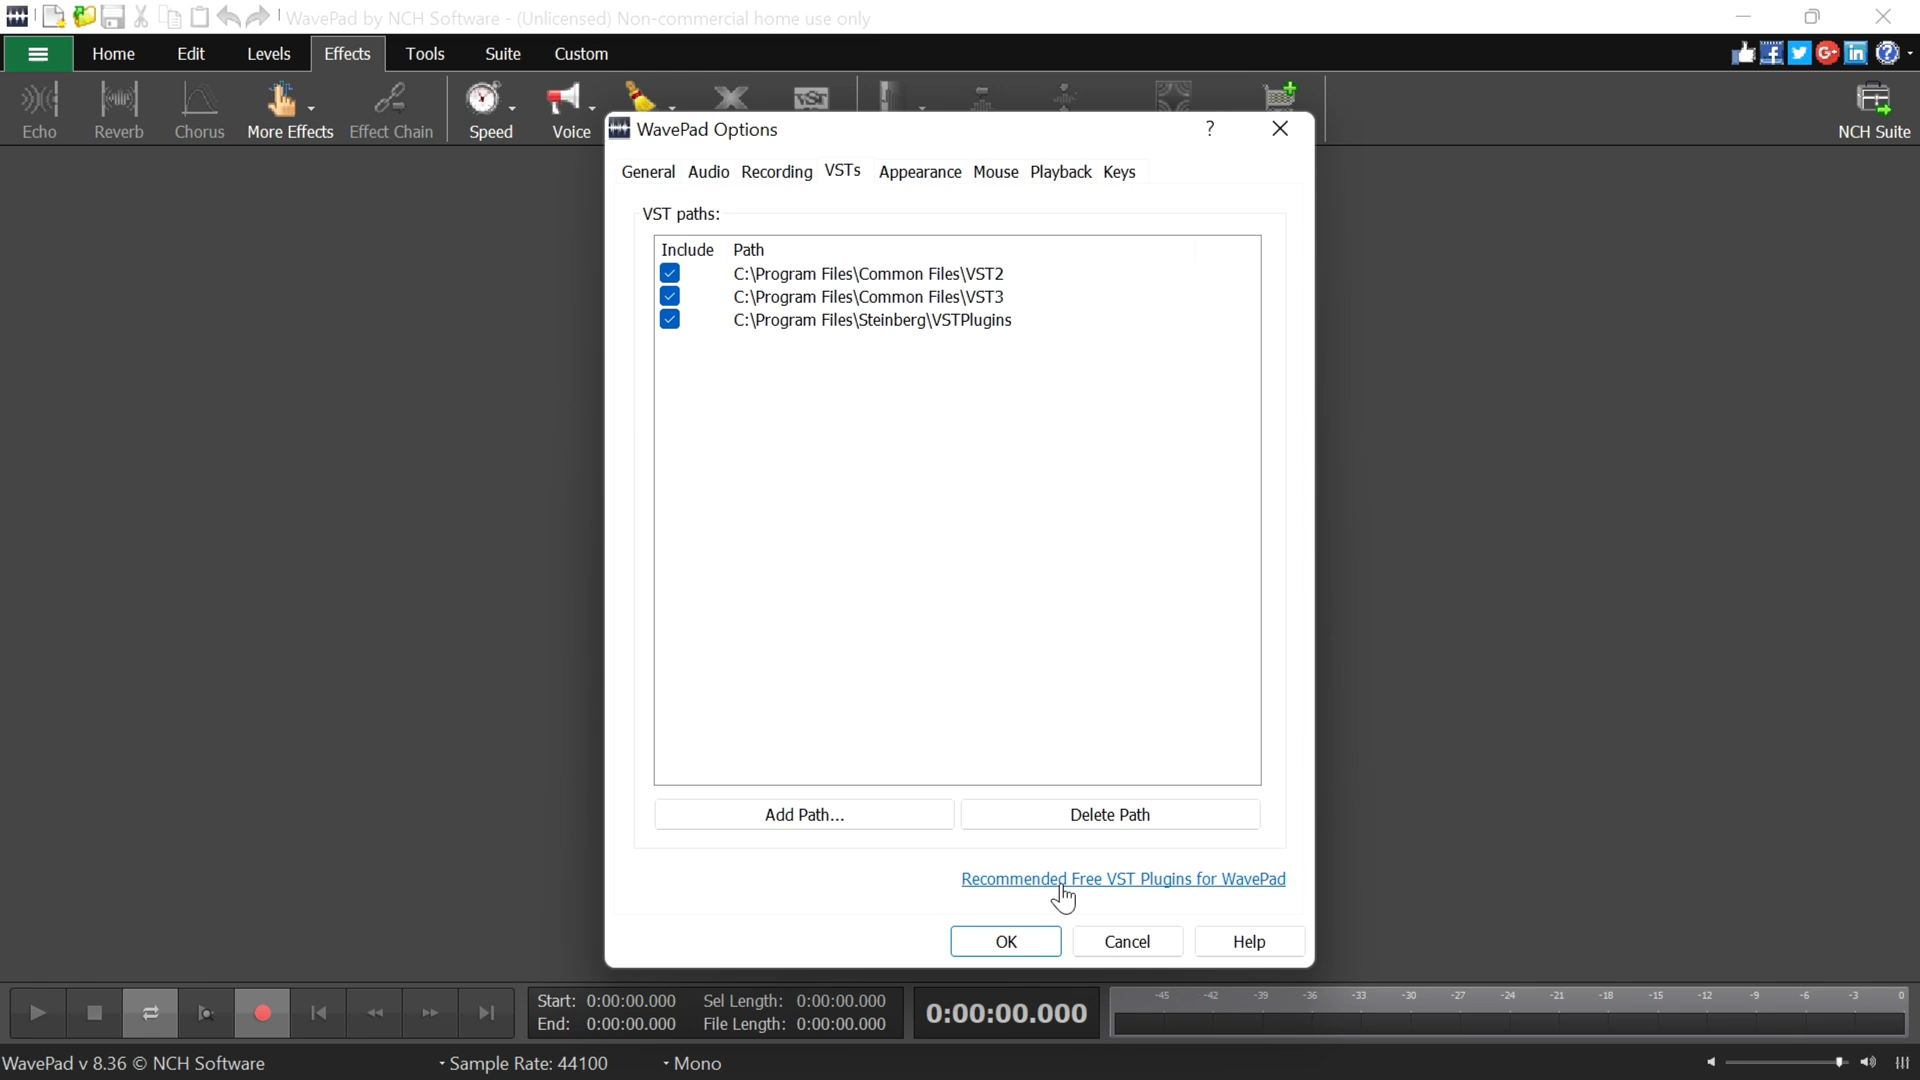 WavePad by NCH Software - (Unlicensed) Non-commercial home use only
Home Edit Levels Effects Tools Suite Custom
Echo Reverb Chorus More Effects Effect Chain Speed Voice VST NCH Suite
WavePad Options ?
General Audio Recording VSTs Appearance Mouse Playback Keys
VST paths:
Include Path
C:\Program Files\Common Files\VST2
C:\Program Files\Common Files\VST3
C:\Program Files\Steinberg\VSTPlugins
Add Path... Delete Path
Recommended Free VST Plugins for WavePad
OK Cancel Help
Start: 0:00:00.000 Sel Length: 0:00:00.000
End: 0:00:00.000 File Length: 0:00:00.000
0:00:00.000
-45 -42 -39 -36 -33 -30 -27 -24 -21 -18 -15 -12 -9 -6 -3 0
WavePad v 8.36 © NCH Software Sample Rate: 44100 Mono